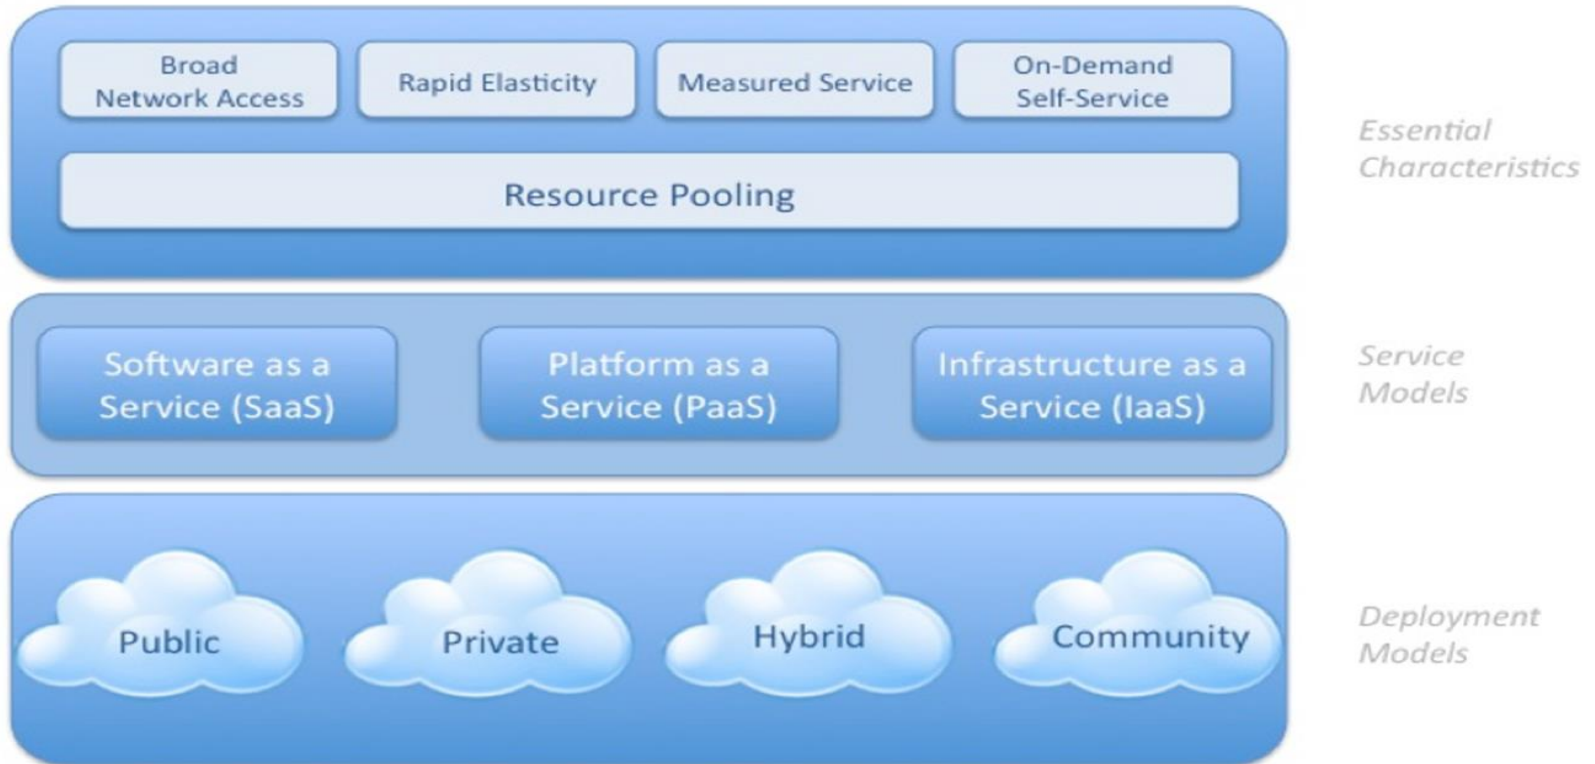 Broad
Network Access
Rapid Elasticity
Measured Service
On-Demand
Self-Service
Resource Pooling
Essential
Characteristics
Software as a
Service (SaaS)
Platform as a
Service (PaaS)
Infrastructure as a
Service (IaaS)
Service
Models
Public
Private
Hybrid
Community
Deployment
Models